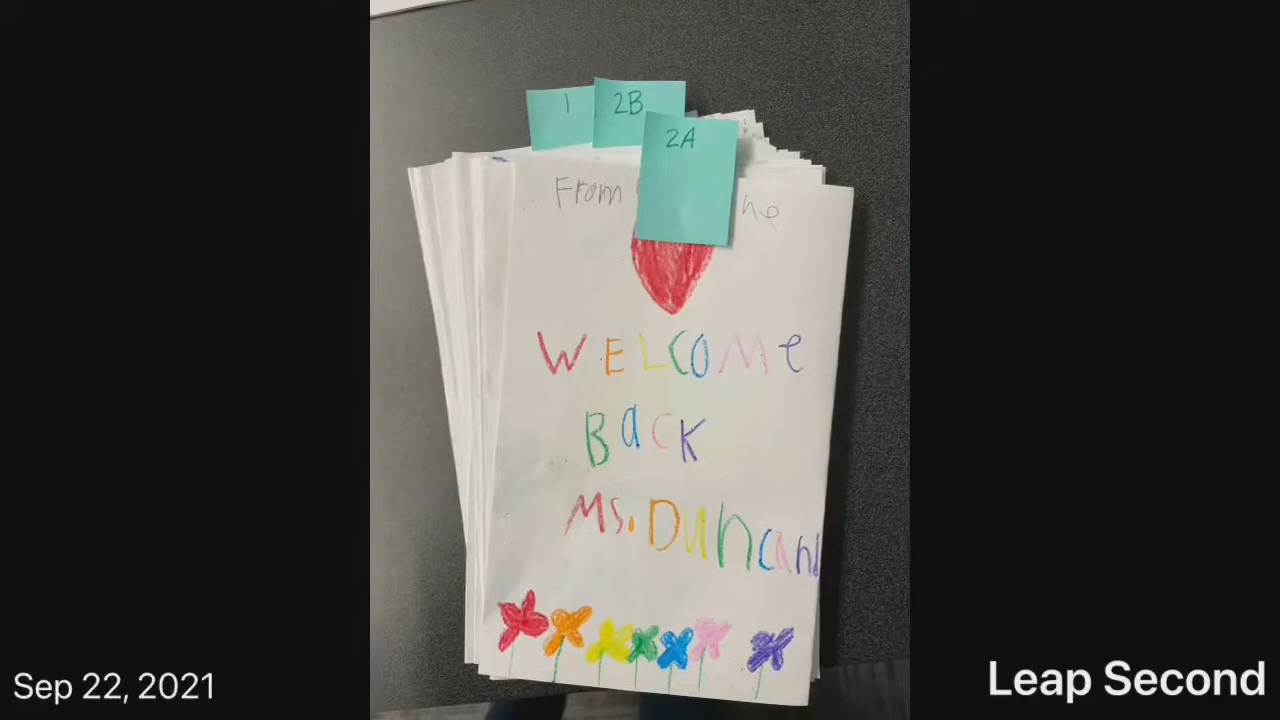 1
2B
2A
From
WELCOMe
BacK
Ms. Duncan
Sep 22, 2021
Leap Second